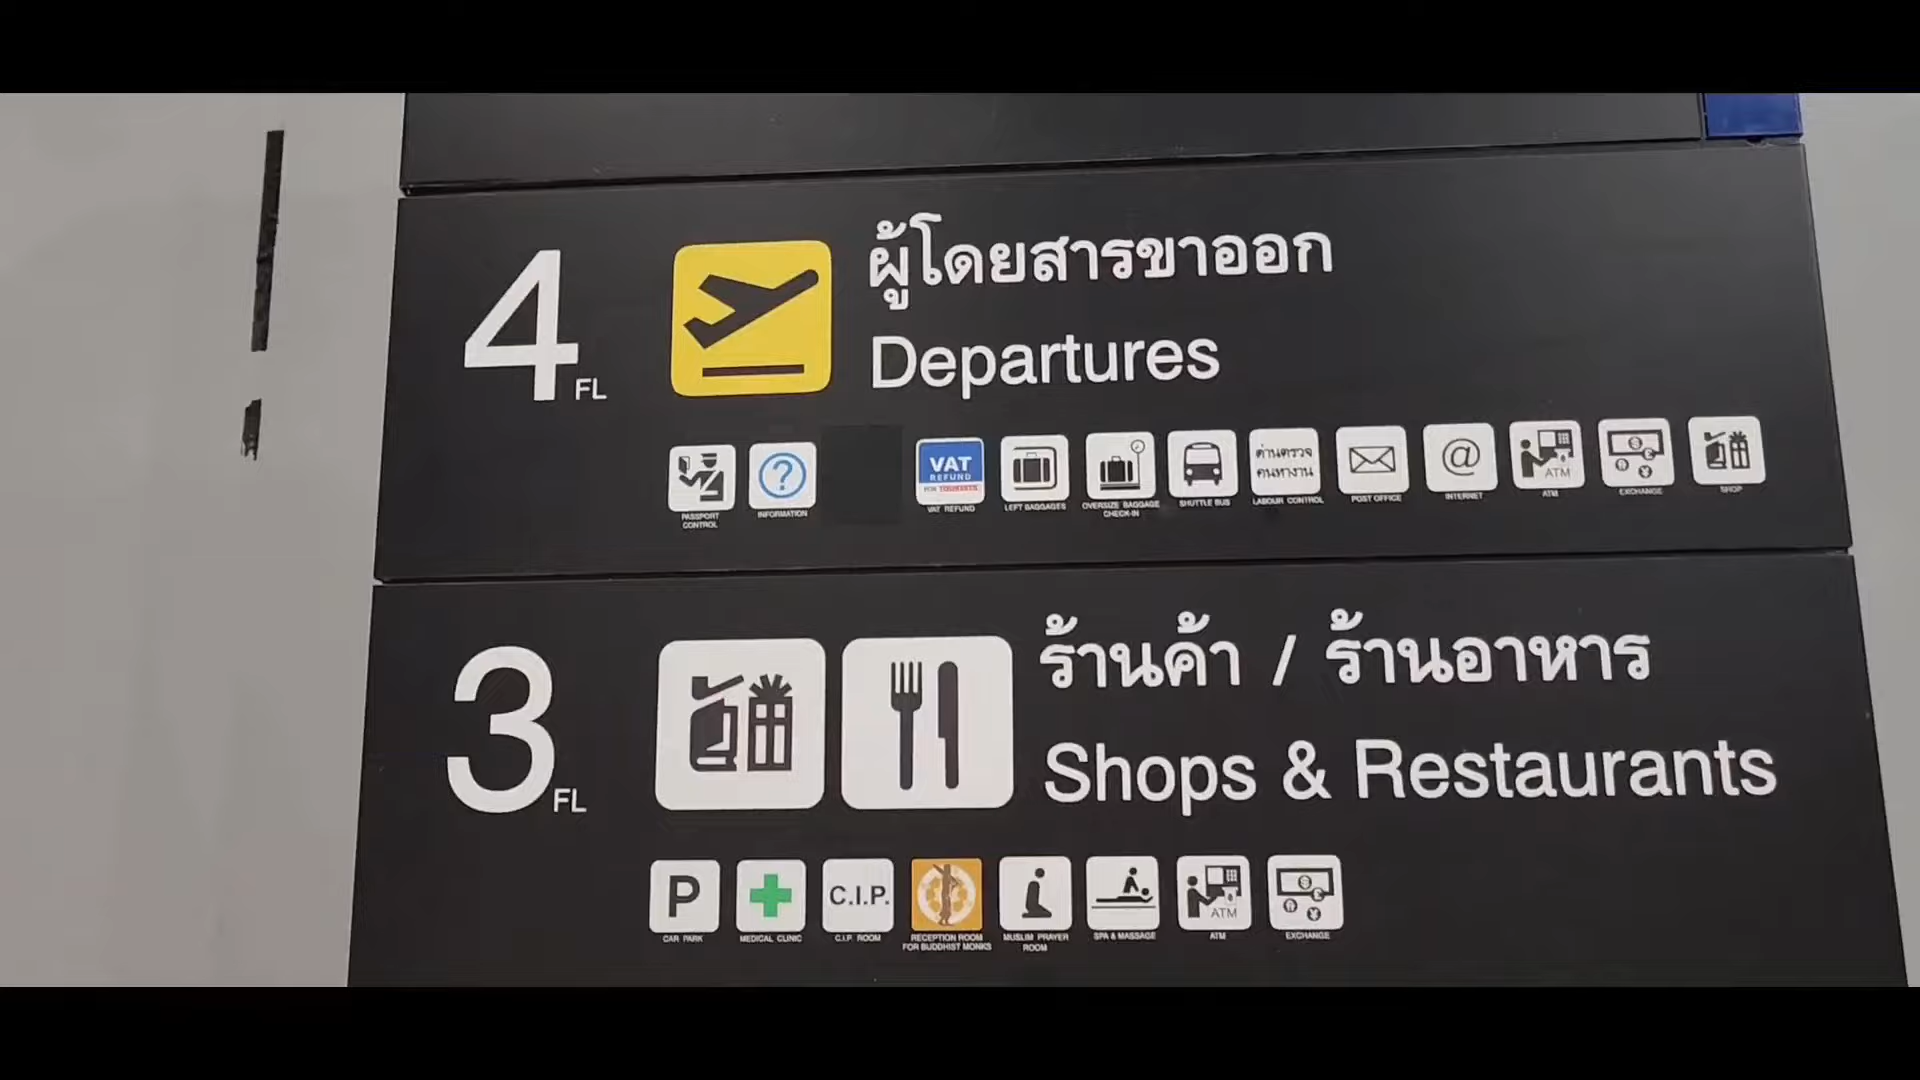 4 FL
ผู้โดยสารขาออก
Departures
VAT
REFUND
FOR TOURISTS
ด่านตรวจ
คนหางาน
@
ATM
PASSPORT
CONTROL
INFORMATION
VAT REFUND
LEFT BAGGAGES
OVERSIZE BAGGAGE
CHECK-IN
SHUTTLE BUS
LABOUR CONTROL
POST OFFICE
INTERNET
ATM
EXCHANGE
SHOP
3 FL
ร้านค้า / ร้านอาหาร
Shops & Restaurants
P
C.I.P.
ATM
CAR PARK
MEDICAL CLINIC
C.I.P. ROOM
RECEPTION ROOM
FOR BUDDHIST MONKS
MUSLIM PRAYER
ROOM
SPA & MASSAGE
ATM
EXCHANGE